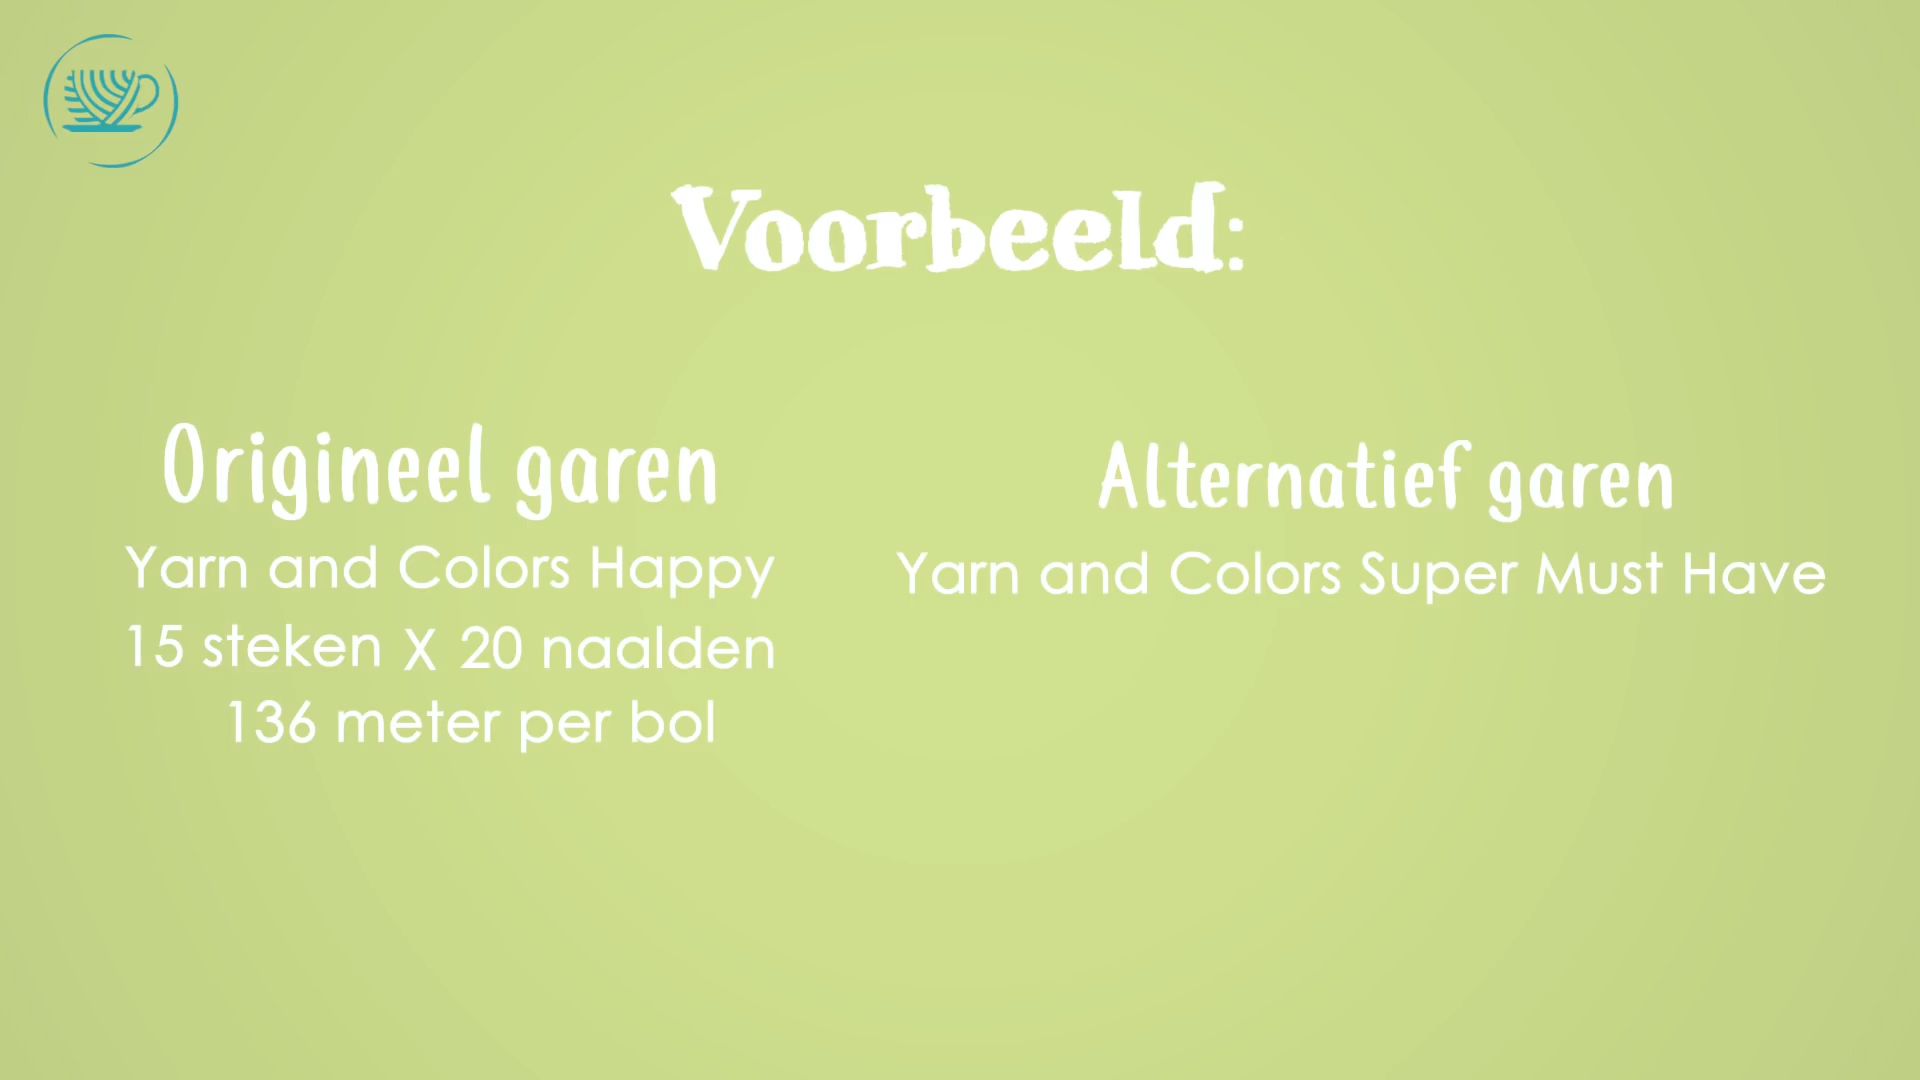 Voorbeeld:
Origineel garen
Yarn and Colors Happy
15 steken X 20 naalden
136 meter per bol
Alternatief garen
Yarn and Colors Super Must Have